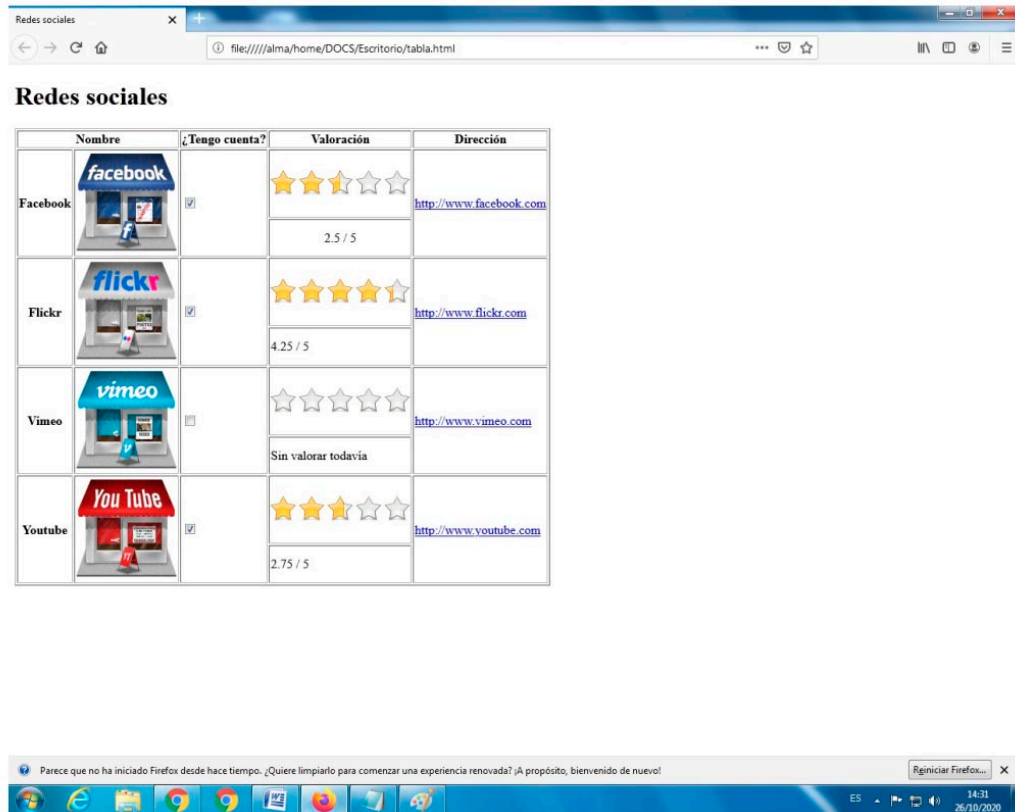 Redes sociales
file://///alma/home/DOCS/Escritorio/tabla.html
Redes sociales
Nombre ¿Tengo cuenta? Valoración Dirección
Facebook facebook http://www.facebook.com
2.5 / 5
Flickr flickr http://www.flickr.com
4.25 / 5
Vimeo vimeo http://www.vimeo.com
Sin valorar todavía
Youtube You Tube http://www.youtube.com
2.75 / 5
Parece que no ha iniciado Firefox desde hace tiempo. ¿Quiere limpiarlo para comenzar una experiencia renovada? ¡A propósito, bienvenido de nuevo! Reiniciar Firefox...
ES 14:31
26/10/2020